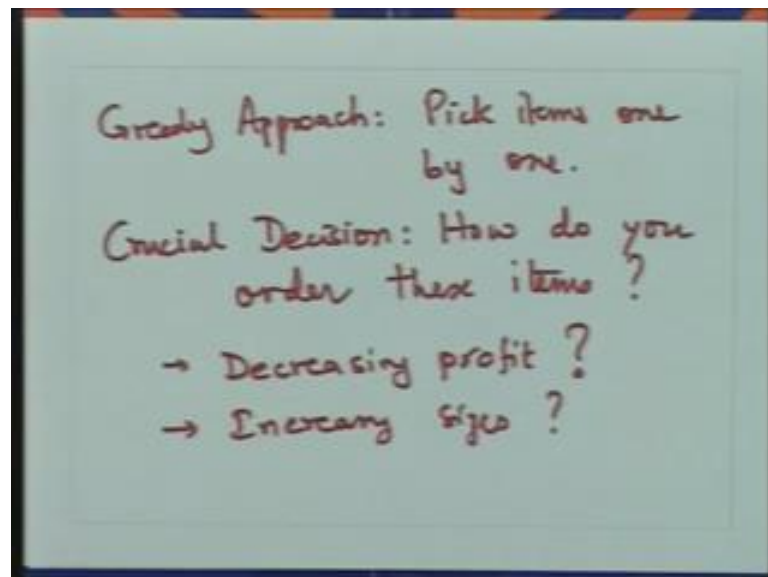 Greedy Approach: Pick items one
by one.
Crucial Decision: How do you
order these items ?
→ Decreasing profit ?
→ Increasing sizes ?